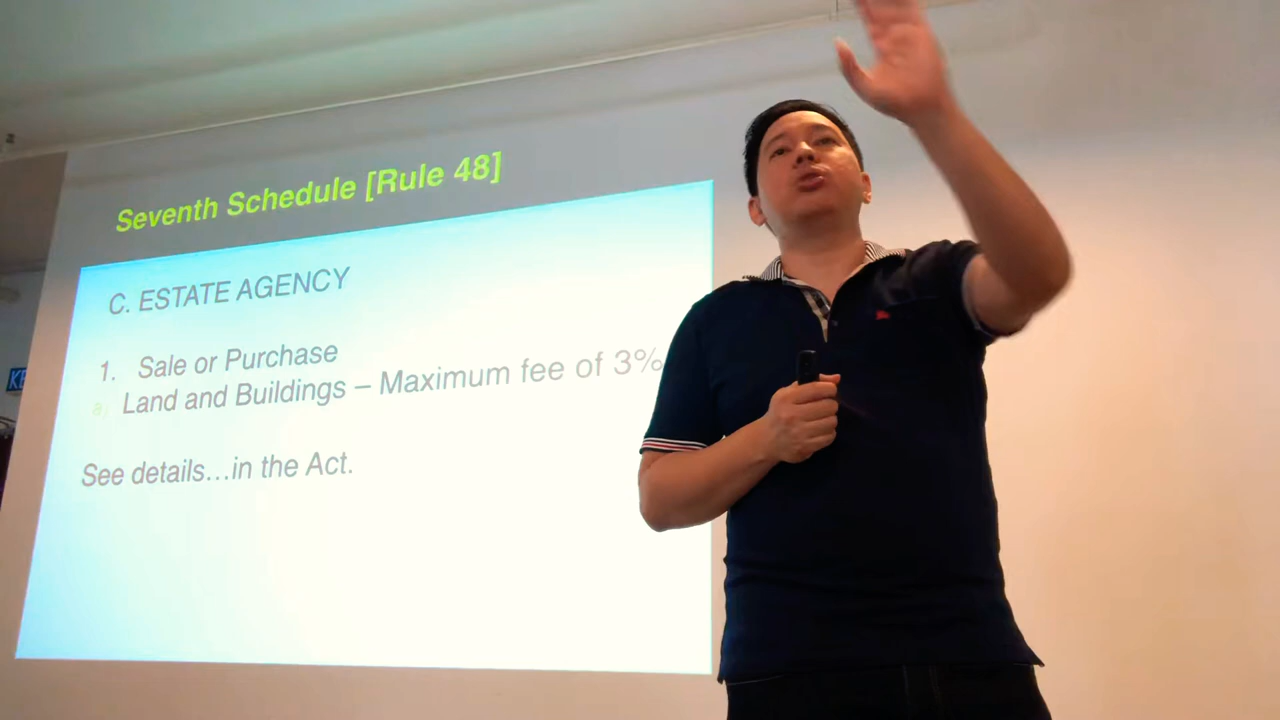 Seventh Schedule [Rule 48]
C. ESTATE AGENCY
1. Sale or Purchase
a) Land and Buildings – Maximum fee of 3%
See details…in the Act.